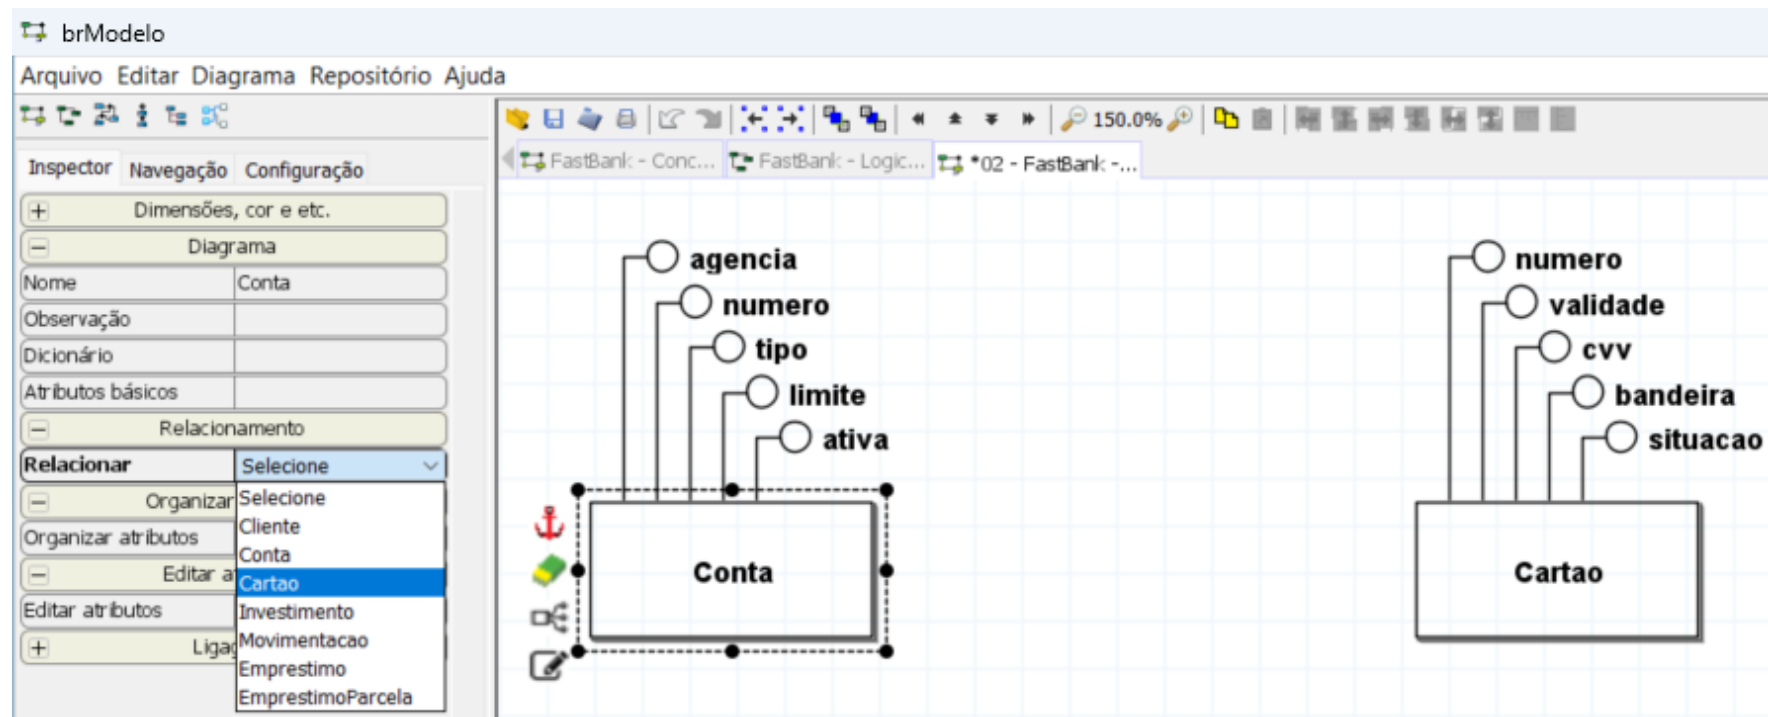 brModelo
Arquivo Editar Diagrama Repositório Ajuda
150.0%
Inspector Navegação Configuração
FastBank - Conc... FastBank - Logic... *02 - FastBank -...
Dimensões, cor e etc.
Diagrama
Nome Conta
Observação
Dicionário
Atributos básicos
Relacionamento
Relacionar Selecione
Organizar
Organizar atributos
Editar a
Editar atributos
Ligaç
Selecione
Cliente
Conta
Cartao
Investimento
Movimentacao
Emprestimo
EmprestimoParcela
agencia
numero
tipo
limite
ativa
Conta
numero
validade
cvv
bandeira
situacao
Cartao